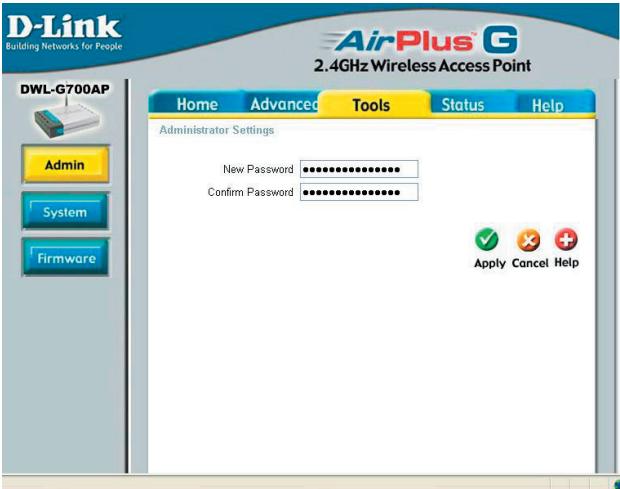 D-Link
Building Networks for People
AirPlus G
2.4GHz Wireless Access Point
DWL-G700AP
Home Advanced Tools Status Help
Administrator Settings
Admin
New Password •••••••••••••••
Confirm Password •••••••••••••••
System
Apply Cancel Help
Firmware